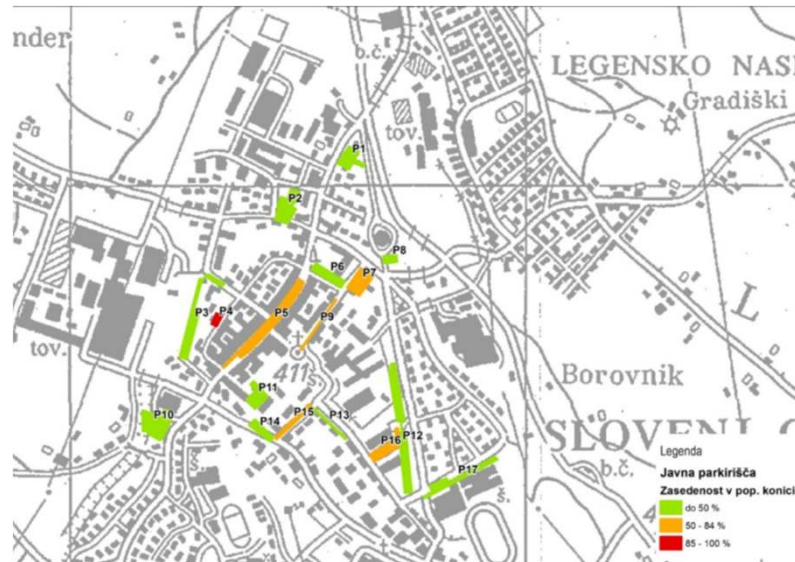 nder
b.č.
LEGENSKO NAS
Gradiški
P1
tov.
P2
P8
P6
P7
P3
P4
P5
P9
L
tov.
411
š.
Borovnik
P11
P10
P15
P13
P14
P12
P16
SLOVENJ G
P17
b.č.
š.
š.
Legenda
Javna parkirišča
Zasedenost v pop. konici
do 50 %
50 - 84 %
85 - 100 %